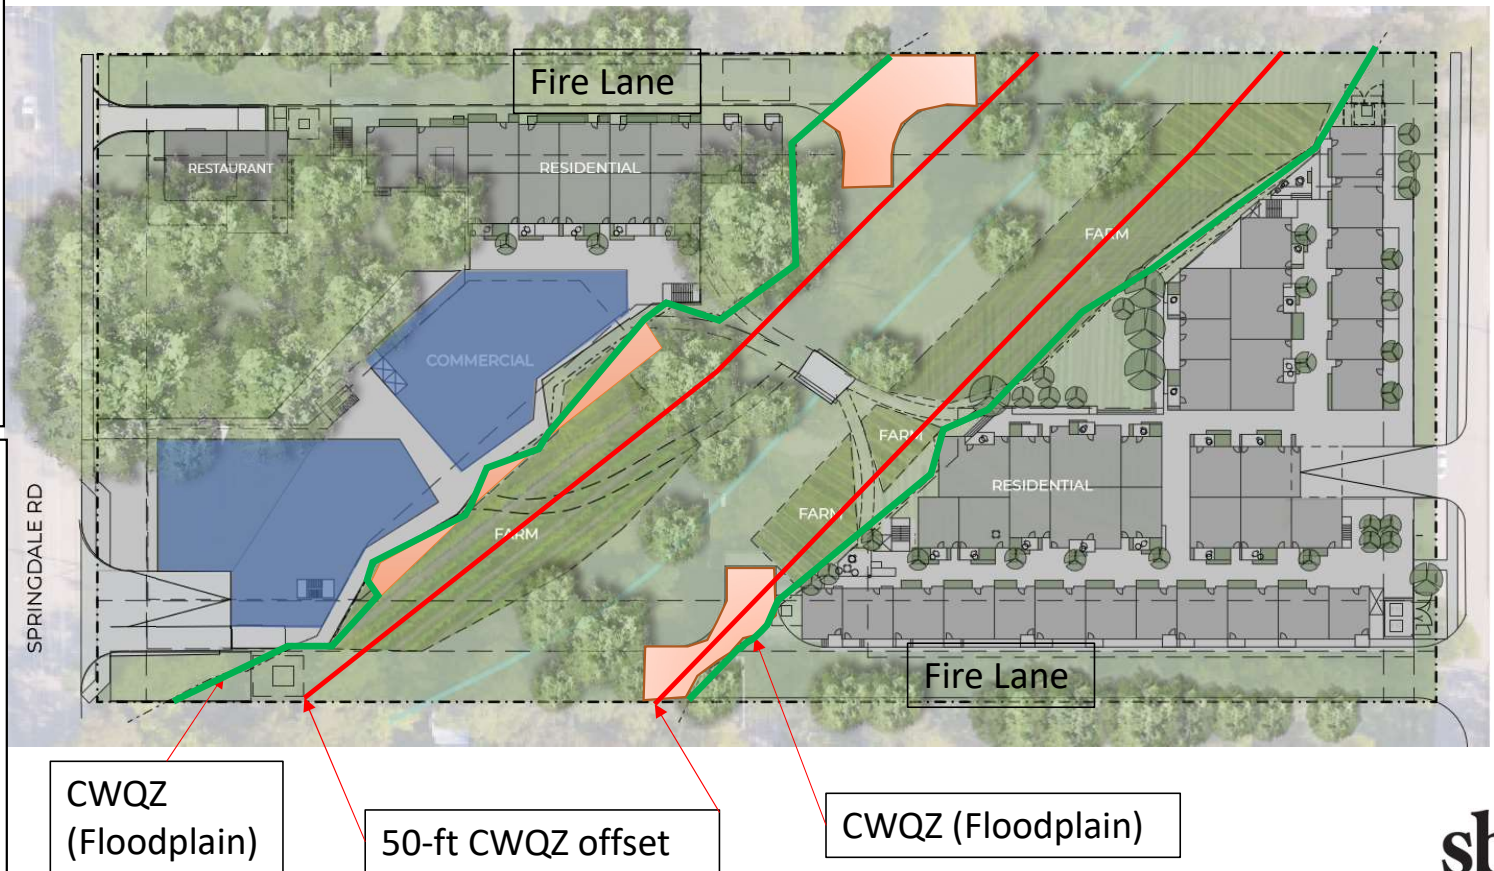 Fire Lane
RESTAURANT
RESIDENTIAL
FARM
COMMERCIAL
FARM
RESIDENTIAL
FARM
FARM
SPRINGDALE RD
Fire Lane
CWQZ
(Floodplain)
50-ft CWQZ offset
CWQZ (Floodplain)